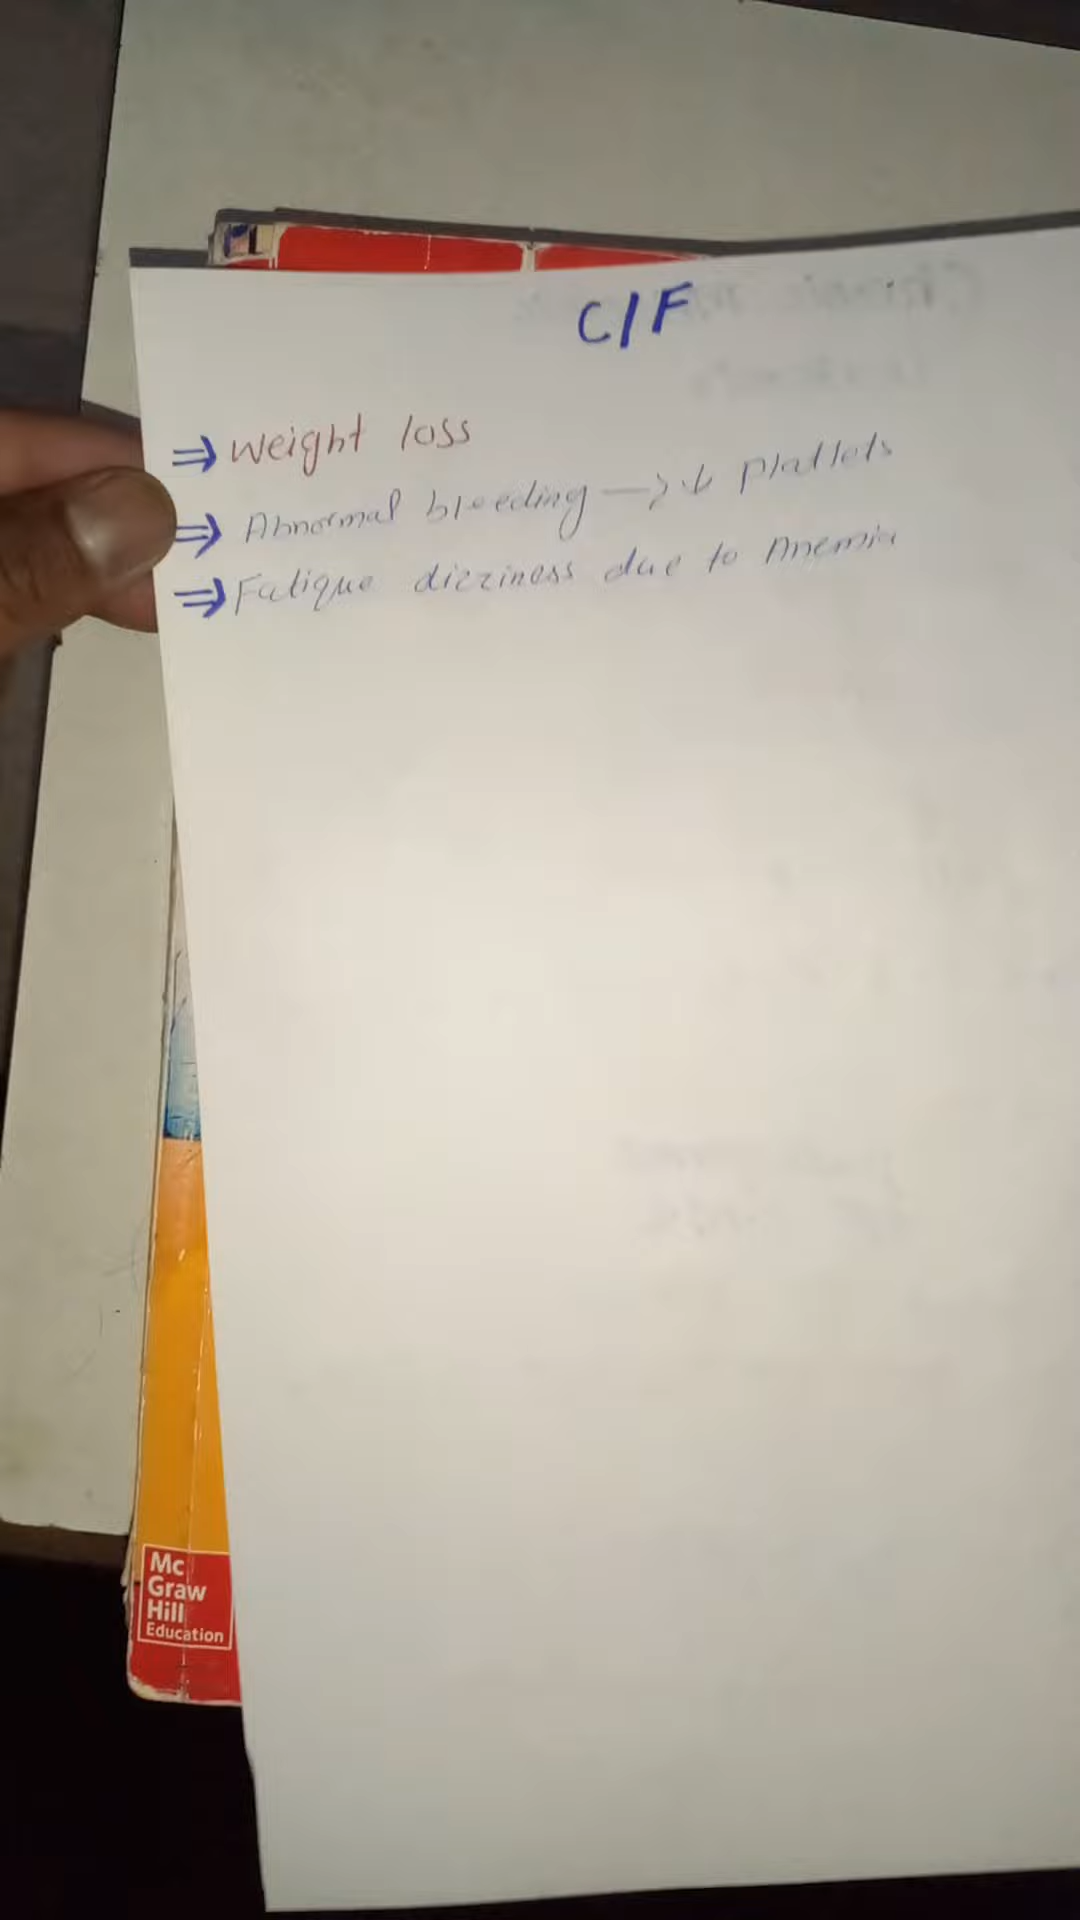 C/F
⇒ Weight loss
⇒ Abnormal bleeding → ↓ Platlets
⇒ Fatique dizziness due to Anemia
Mc
Graw
Hill
Education